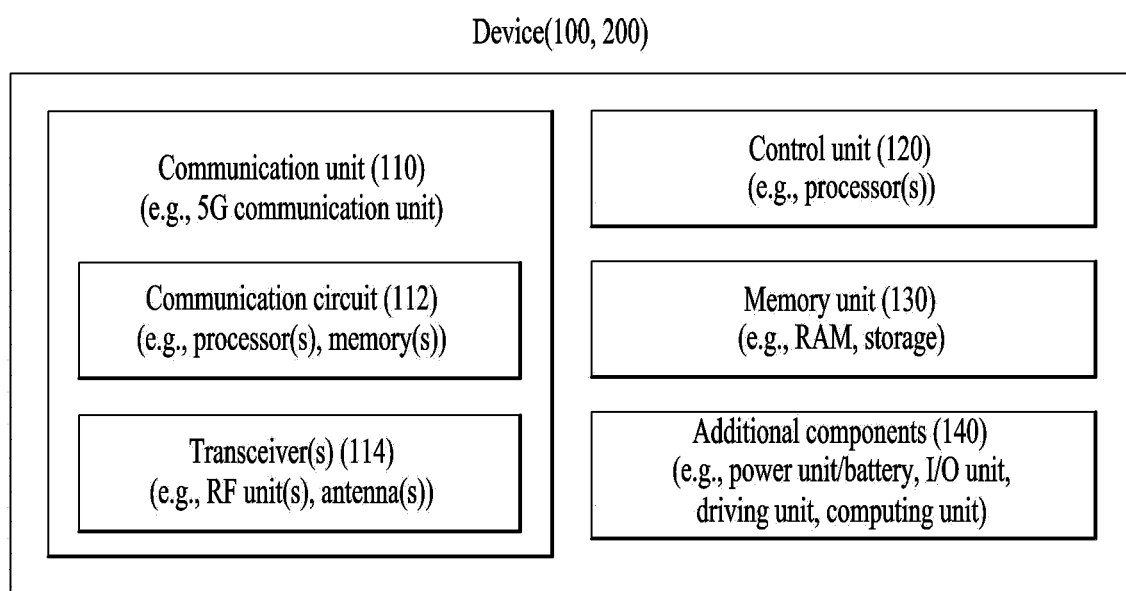 Device(100, 200)
Communication unit (110)
(e.g., 5G communication unit)
Communication circuit (112)
(e.g., processor(s), memory(s))
Transceiver(s) (114)
(e.g., RF unit(s), antenna(s))
Control unit (120)
(e.g., processor(s))
Memory unit (130)
(e.g., RAM, storage)
Additional components (140)
(e.g., power unit/battery, I/O unit,
driving unit, computing unit)